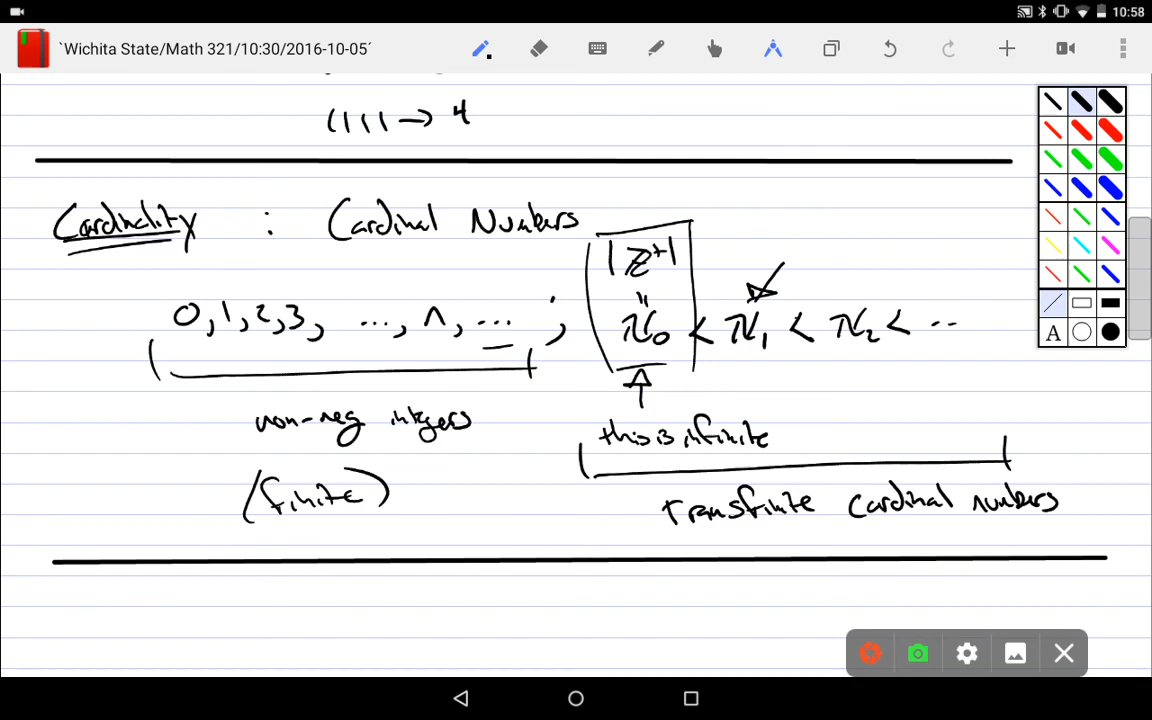 10:58
`Wichita State/Math 321/10:30/2016-10-05´
1111 → 4
Cardinality : Cardinal Numbers
|ℤ⁺|
"
0, 1, 2, 3, ..., n, ... ; ℵ₀ < ℵ₁ < ℵ₂ < ...
non-neg integers
this is infinite
(finite)
transfinite cardinal numbers
A